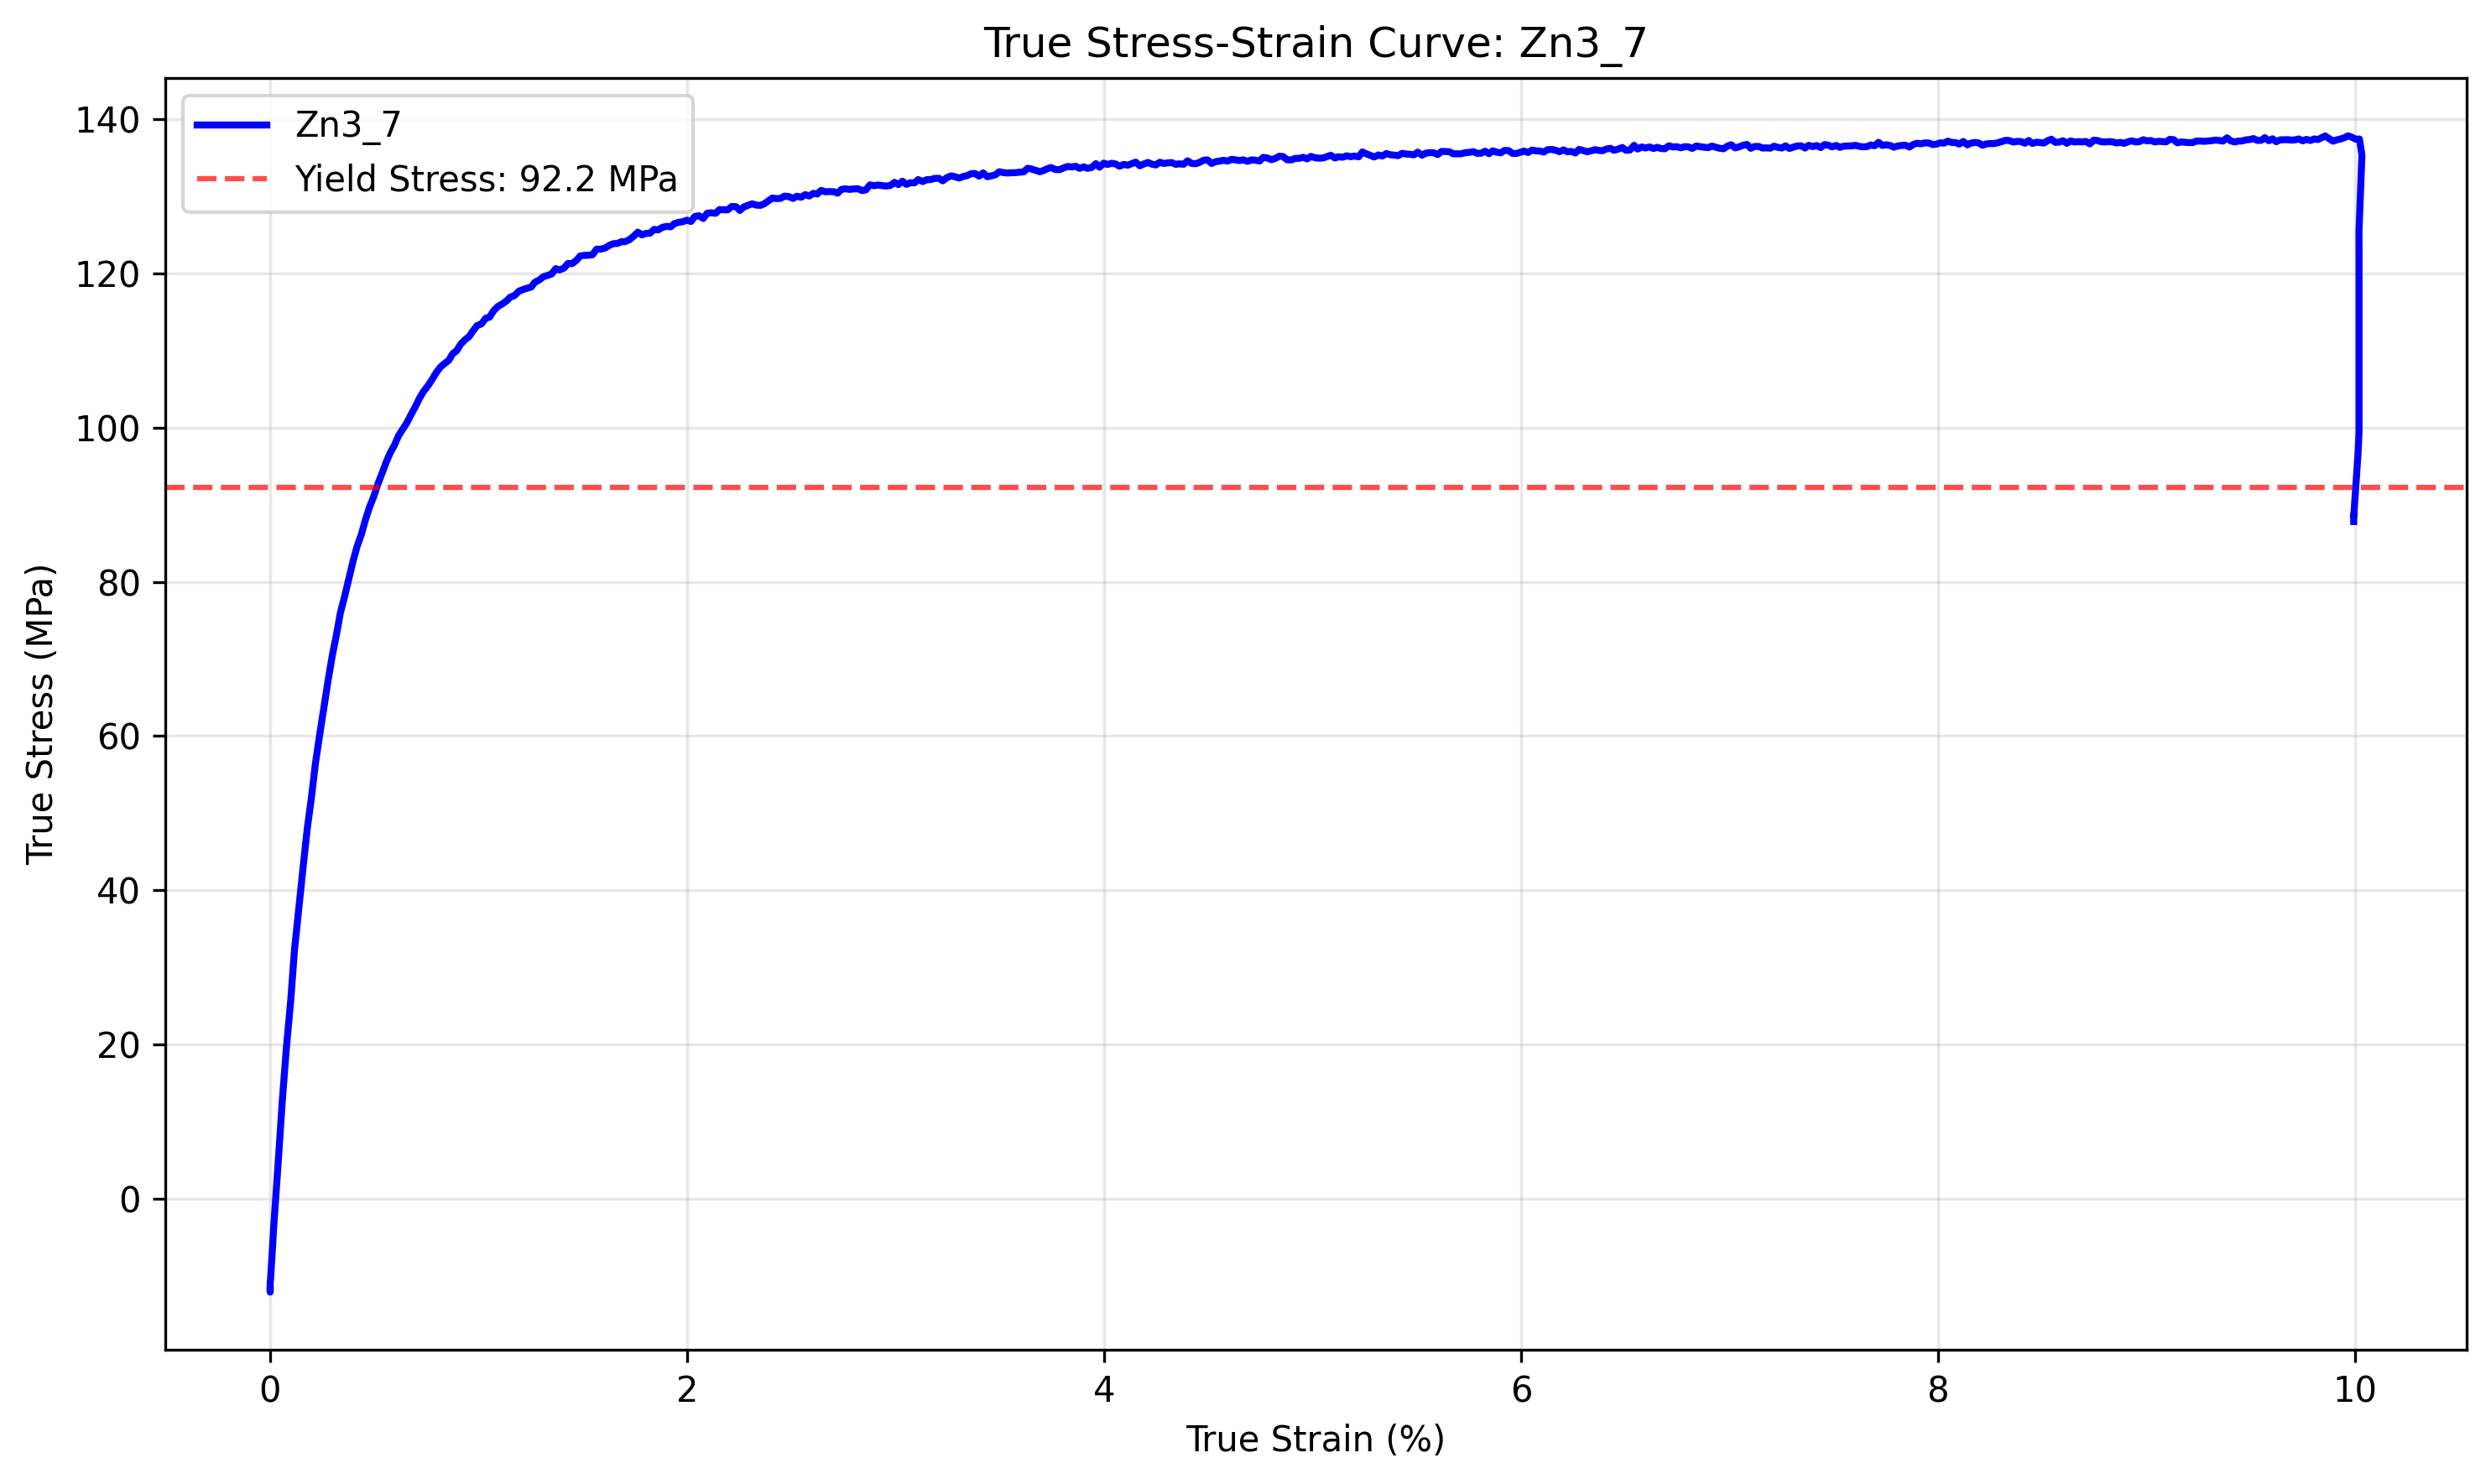 True Stress-Strain Curve: Zn3_7
Zn3_7
Yield Stress: 92.2 MPa
True Stress (MPa)
140
120
100
80
60
40
20
0
0 2 4 6 8 10
True Strain (%)